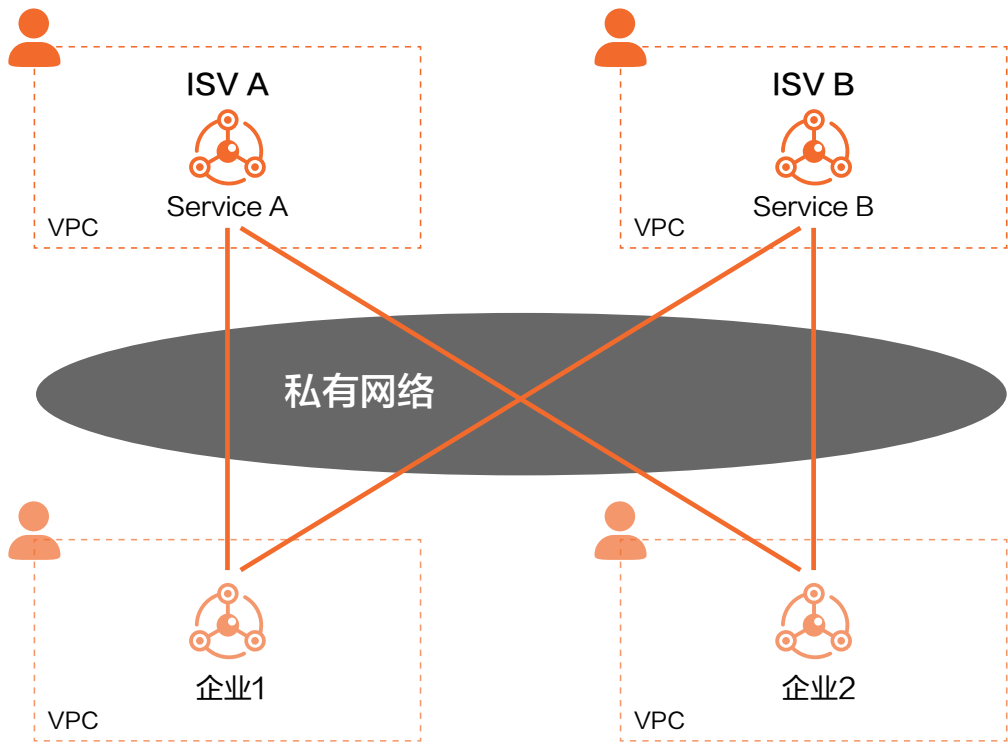 ISV A
Service A
VPC
ISV B
Service B
VPC
私有网络
企业1
VPC
企业2
VPC